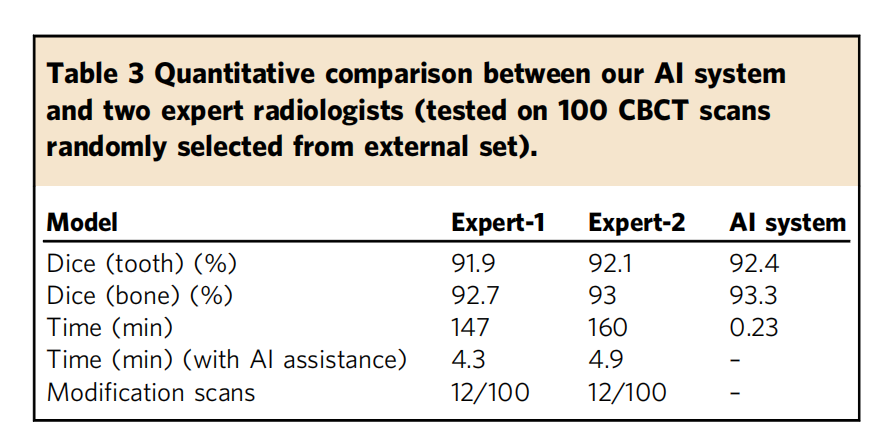 Table 3 Quantitative comparison between our AI system
and two expert radiologists (tested on 100 CBCT scans
randomly selected from external set).
Model Expert-1 Expert-2 AI system
Dice (tooth) (%) 91.9 92.1 92.4
Dice (bone) (%) 92.7 93 93.3
Time (min) 147 160 0.23
Time (min) (with AI assistance) 4.3 4.9 –
Modification scans 12/100 12/100 –